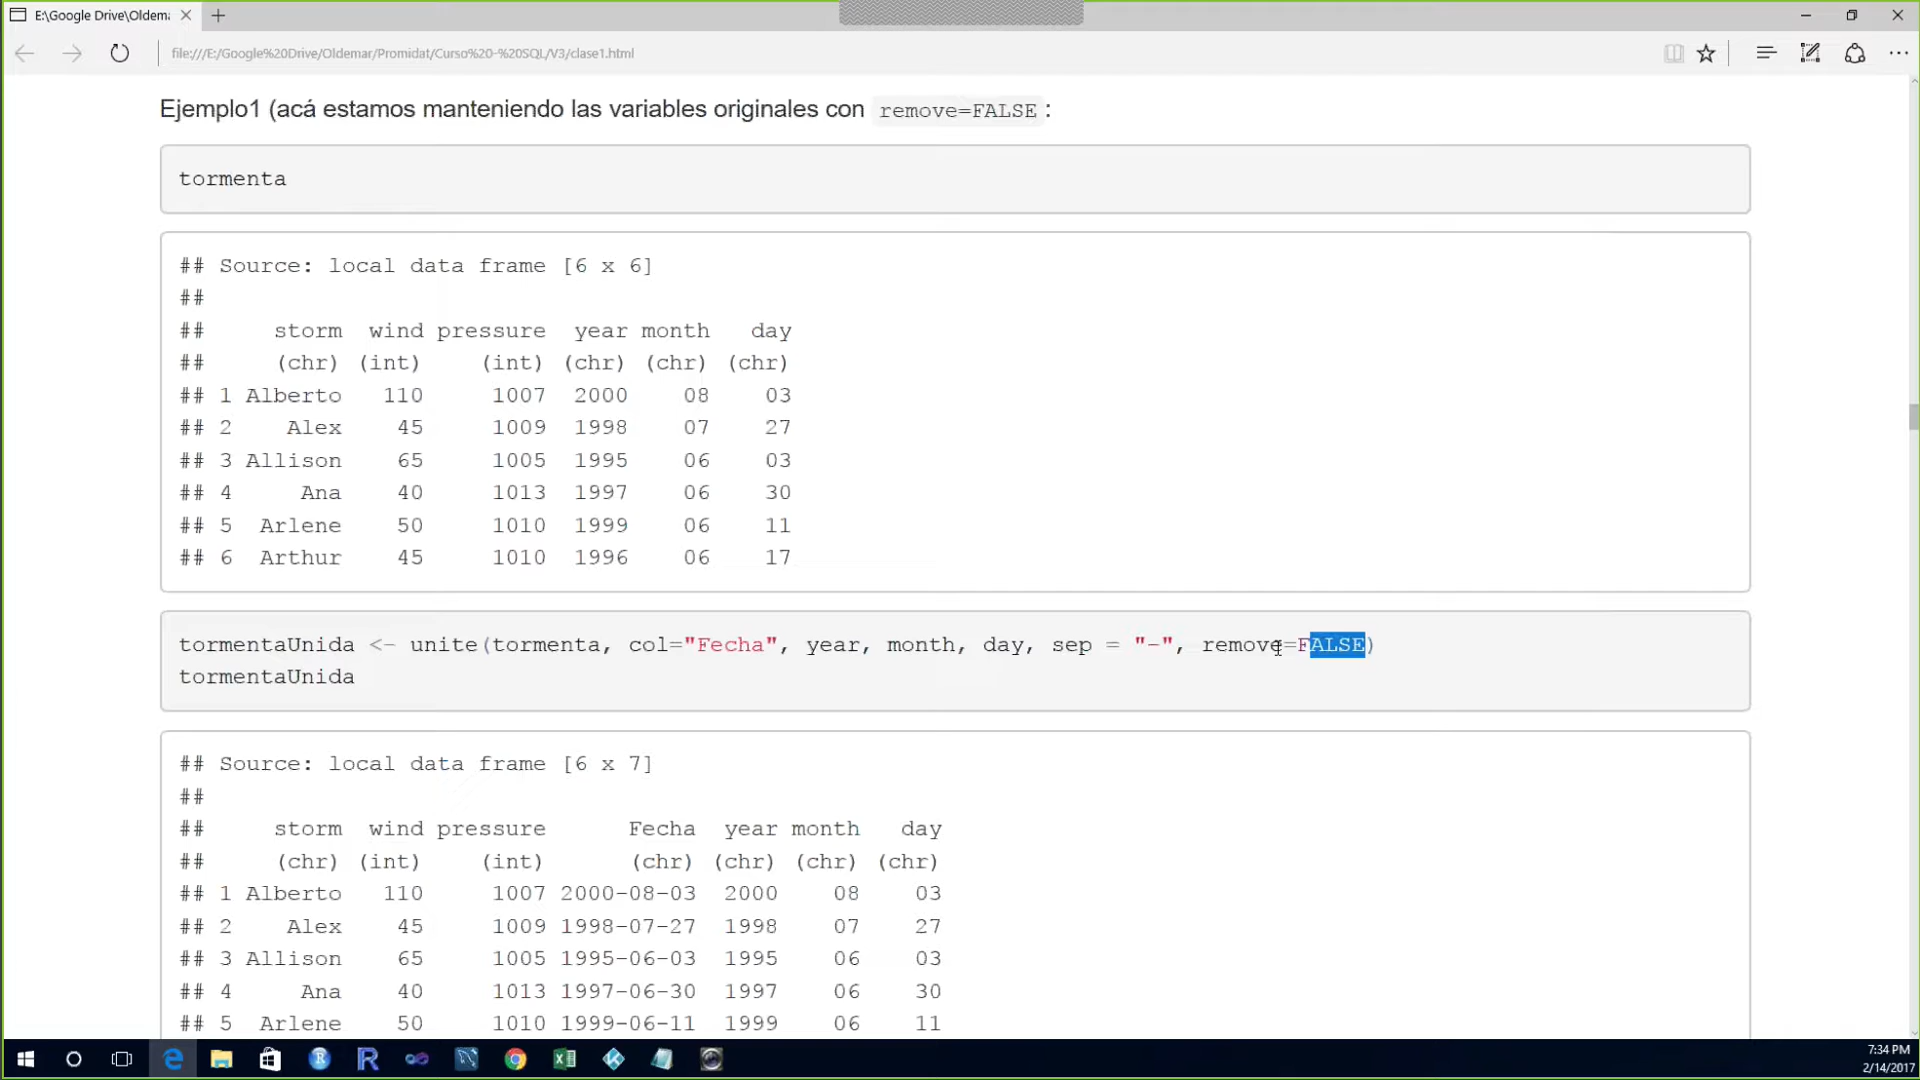 E:\Google Drive\Oldema
file:///E:/Google%20Drive/Oldemar/Promidat/Curso%20-%20SQL/V3/clase1.html
Ejemplo1 (acá estamos manteniendo las variables originales con remove=FALSE :
tormenta
## Source: local data frame [6 x 6]
##
## storm wind pressure year month day
## (chr) (int) (int) (chr) (chr) (chr)
## 1 Alberto 110 1007 2000 08 03
## 2 Alex 45 1009 1998 07 27
## 3 Allison 65 1005 1995 06 03
## 4 Ana 40 1013 1997 06 30
## 5 Arlene 50 1010 1999 06 11
## 6 Arthur 45 1010 1996 06 17
tormentaUnida <- unite(tormenta, col="Fecha", year, month, day, sep = "-", remove=FALSE)
tormentaUnida
## Source: local data frame [6 x 7]
##
## storm wind pressure Fecha year month day
## (chr) (int) (int) (chr) (chr) (chr) (chr)
## 1 Alberto 110 1007 2000-08-03 2000 08 03
## 2 Alex 45 1009 1998-07-27 1998 07 27
## 3 Allison 65 1005 1995-06-03 1995 06 03
## 4 Ana 40 1013 1997-06-30 1997 06 30
## 5 Arlene 50 1010 1999-06-11 1999 06 11
7:34 PM
2/14/2017